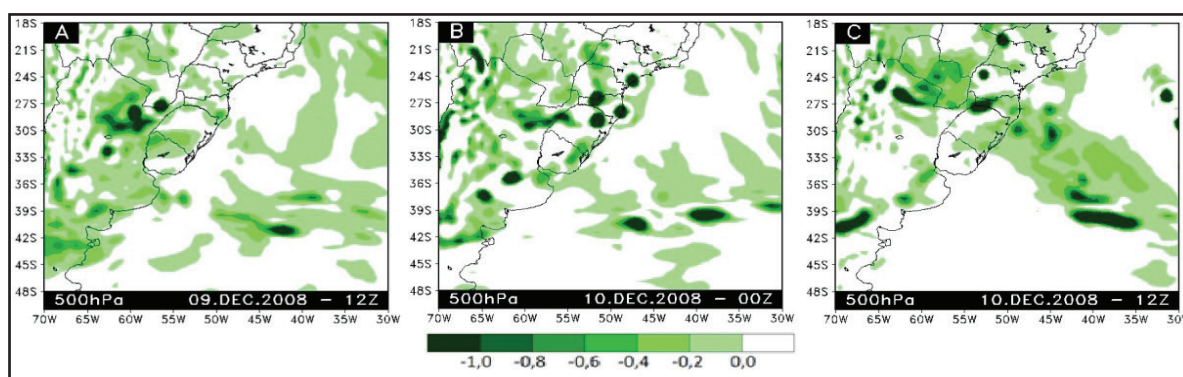 A
18S
21S
24S
27S
30S
33S
36S
39S
42S
45S
48S
500hPa 09.DEC.2008 - 12Z
70W 65W 60W 55W 50W 45W 40W 35W 30W
B
18S
21S
24S
27S
30S
33S
36S
39S
42S
45S
48S
500hPa 10.DEC.2008 - 00Z
70W 65W 60W 55W 50W 45W 40W 35W 30W
C
18S
21S
24S
27S
30S
33S
36S
39S
42S
45S
48S
500hPa 10.DEC.2008 - 12Z
70W 65W 60W 55W 50W 45W 40W 35W 30W
-1,0 -0,8 -0,6 -0,4 -0,2 0,0